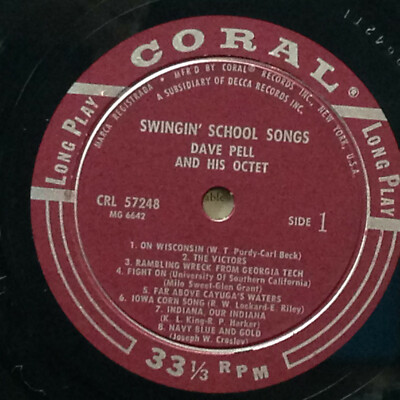 CORAL®
LONG PLAY
LONG PLAY
MARCA REGISTRADA • MF'D BY CORAL® RECORDS INC., NEW YORK, U.S.A.
A SUBSIDIARY OF DECCA RECORDS INC.
SWINGIN' SCHOOL SONGS
DAVE PELL
AND HIS OCTET
CRL 57248
MG 6642
SIDE 1
1. ON WISCONSIN (W. T. Purdy-Carl Beck)
2. THE VICTORS
3. RAMBLING WRECK FROM GEORGIA TECH
4. FIGHT ON (University Of Southern California)
(Milo Sweet-Glen Grant)
5. FAR ABOVE CAYUGA'S WATERS
6. IOWA CORN SONG (R. W. Lockard-E. Riley)
7. INDIANA, OUR INDIANA
(K. L. King-R. P. Harker)
8. NAVY BLUE AND GOLD
(Joseph W. Crosley)
33 1/3 RPM